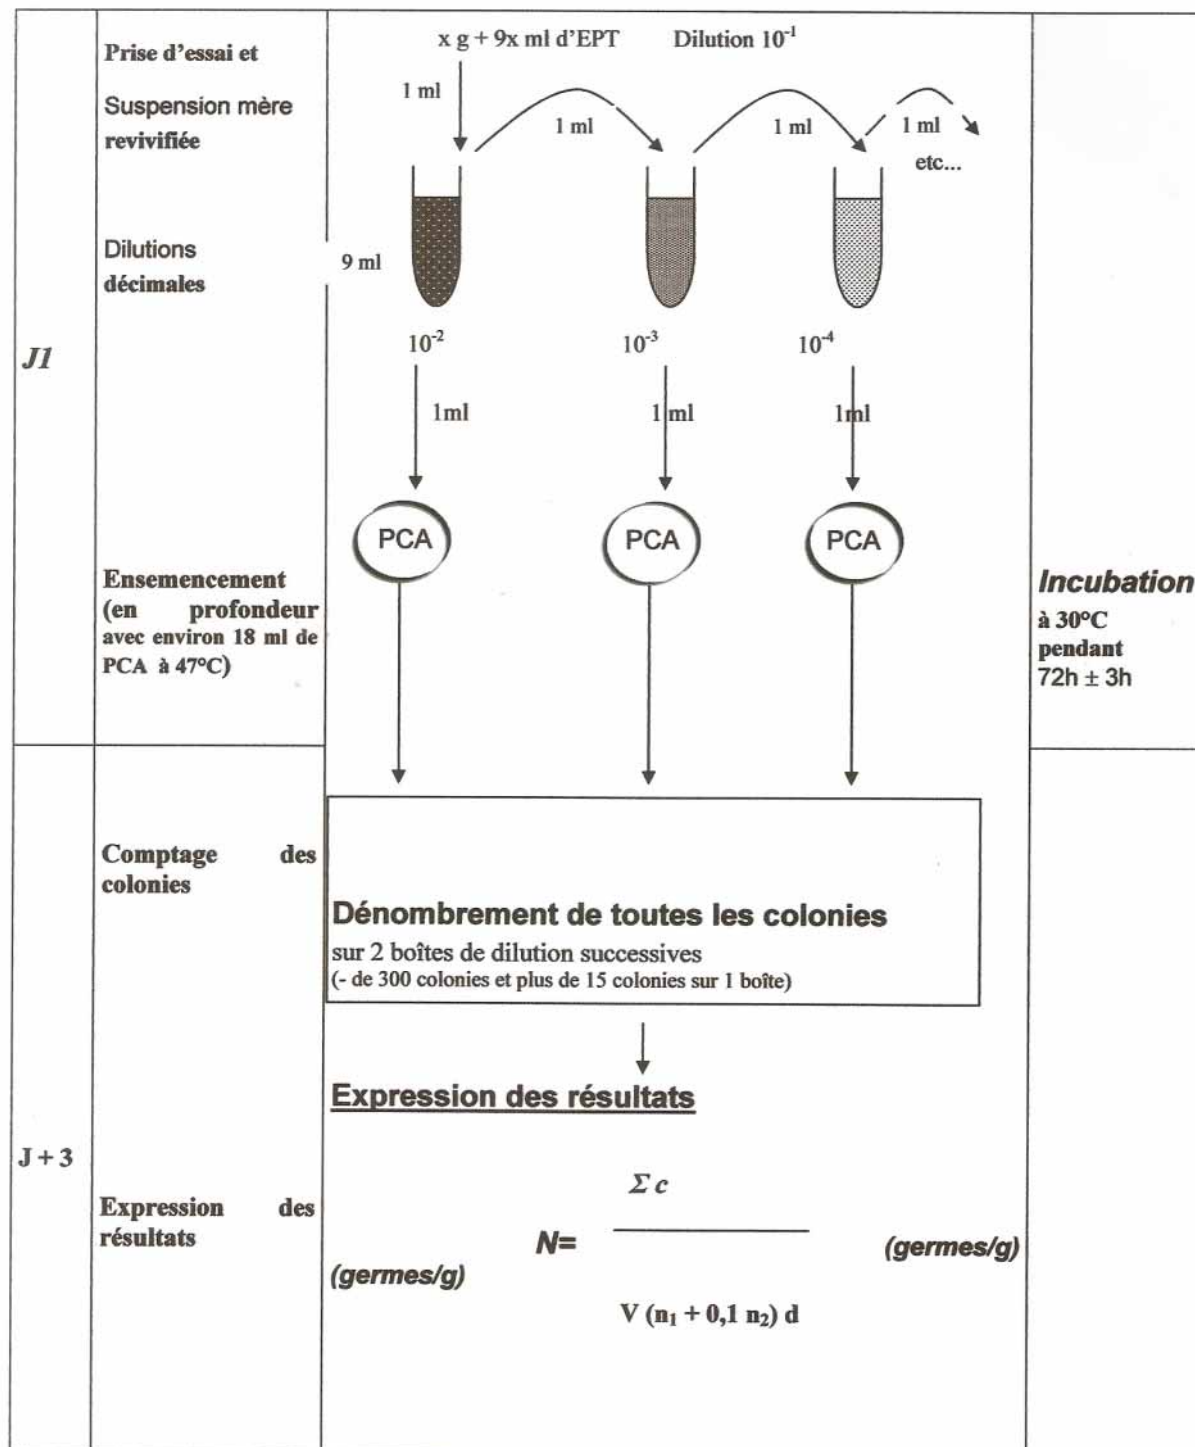 x g + 9x ml d'EPT Dilution 10⁻¹
Prise d'essai et
Suspension mère
revivifiée
1 ml
1 ml
1 ml
1 ml
etc...
Dilutions
décimales
9 ml
J1
10⁻²
10⁻³
10⁻⁴
1ml
1 ml
1ml
PCA
PCA
PCA
Ensemencement
(en profondeur
avec environ 18 ml de
PCA à 47°C)
Incubation
à 30°C
pendant
72h ± 3h
Comptage des
colonies
Dénombrement de toutes les colonies
sur 2 boîtes de dilution successives
(- de 300 colonies et plus de 15 colonies sur 1 boîte)
Expression des résultats
J + 3
Expression des
résultats
(germes/g)
N=
Σ c
V (n₁ + 0,1 n₂) d
(germes/g)